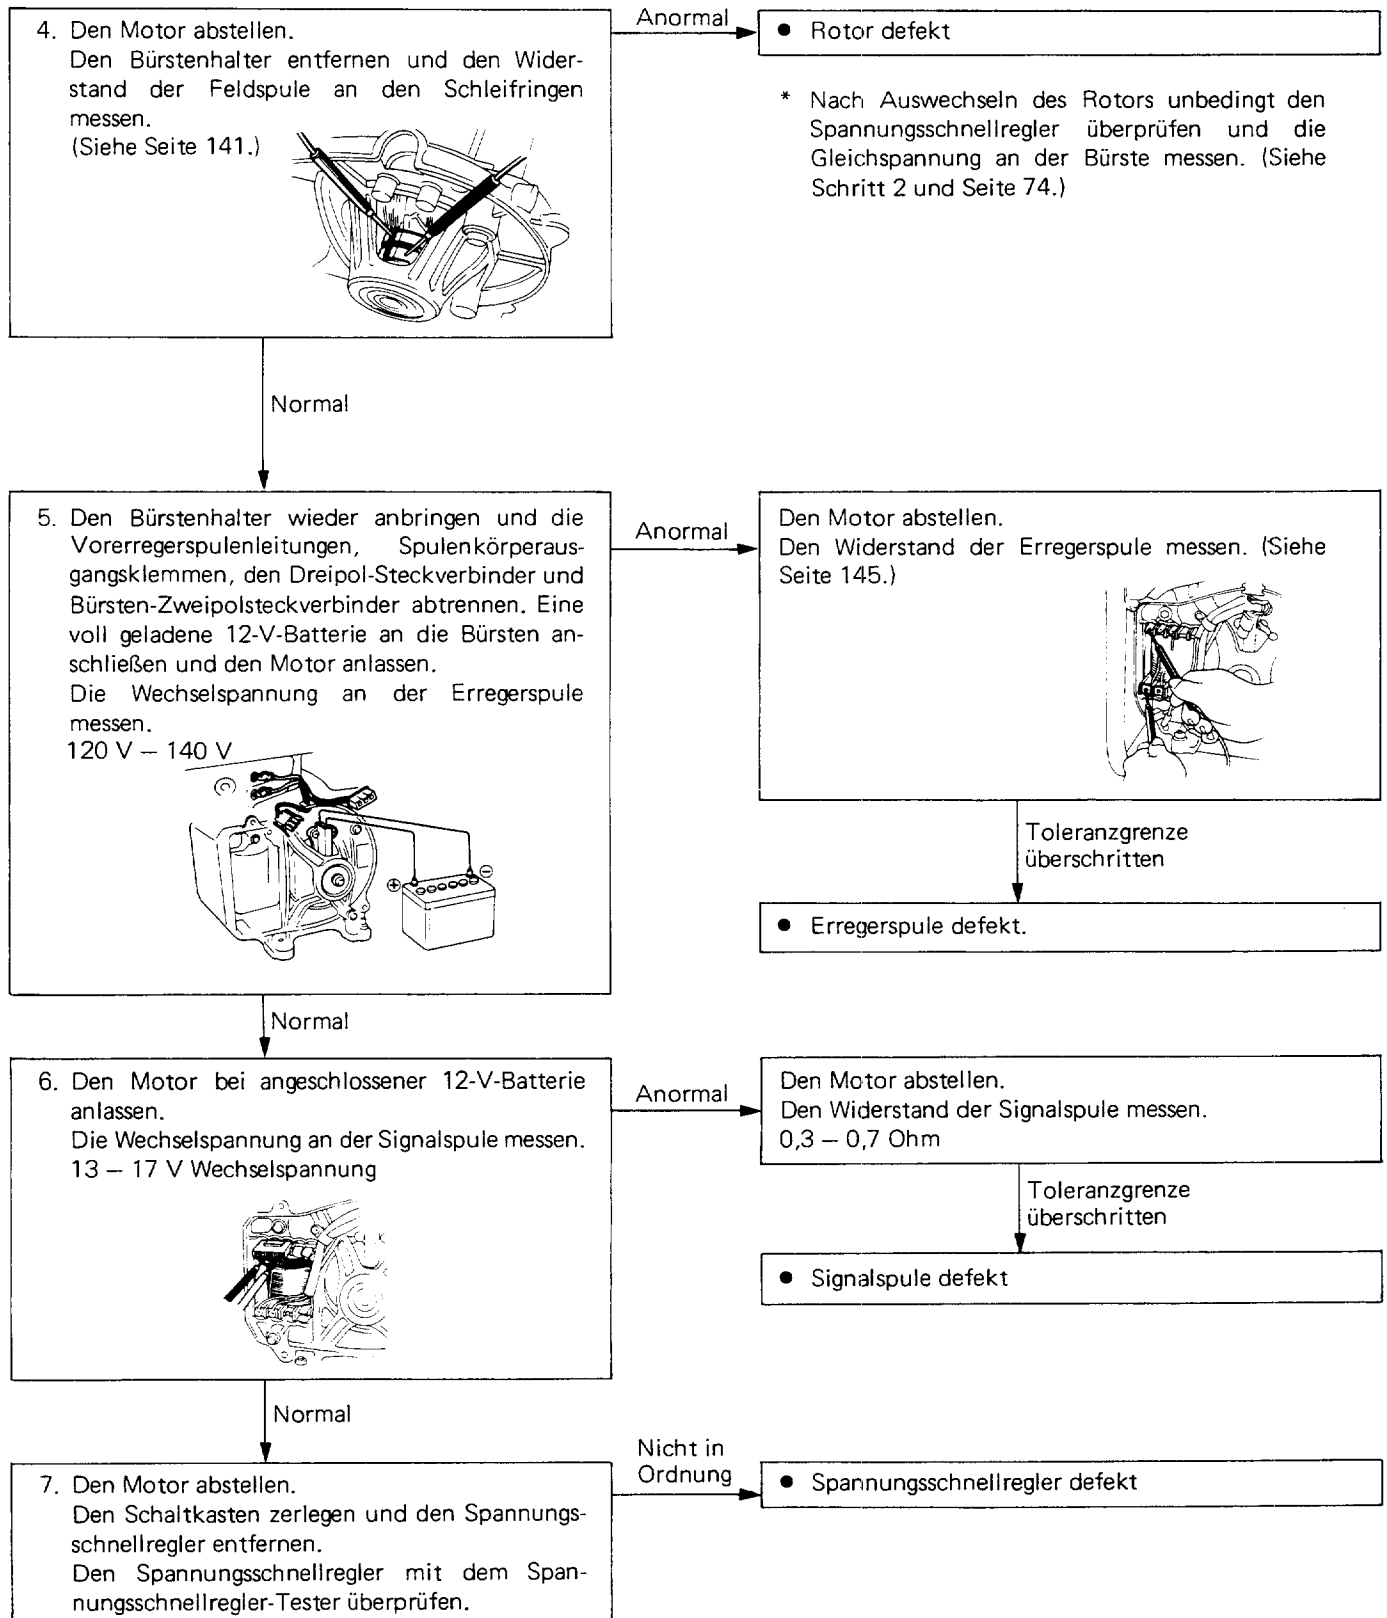 4. Den Motor abstellen.
Den Bürstenhalter entfernen und den Wider-
stand der Feldspule an den Schleifringen
messen.
(Siehe Seite 141.)
Anormal
● Rotor defekt
* Nach Auswechseln des Rotors unbedingt den
Spannungsschnellregler überprüfen und die
Gleichspannung an der Bürste messen. (Siehe
Schritt 2 und Seite 74.)
Normal
5. Den Bürstenhalter wieder anbringen und die
Vorerregerspulenleitungen, Spulenkörperaus-
gangsklemmen, den Dreipol-Steckverbinder und
Bürsten-Zweipolsteckverbinder abtrennen. Eine
voll geladene 12-V-Batterie an die Bürsten an-
schließen und den Motor anlassen.
Die Wechselspannung an der Erregerspule
messen.
120 V – 140 V
⊕ ⊖
Anormal
Den Motor abstellen.
Den Widerstand der Erregerspule messen. (Siehe
Seite 145.)
Toleranzgrenze
überschritten
● Erregerspule defekt.
Normal
6. Den Motor bei angeschlossener 12-V-Batterie
anlassen.
Die Wechselspannung an der Signalspule messen.
13 – 17 V Wechselspannung
Anormal
Den Motor abstellen.
Den Widerstand der Signalspule messen.
0,3 – 0,7 Ohm
Toleranzgrenze
überschritten
● Signalspule defekt
Normal
7. Den Motor abstellen.
Den Schaltkasten zerlegen und den Spannungs-
schnellregler entfernen.
Den Spannungsschnellregler mit dem Span-
nungsschnellregler-Tester überprüfen.
Nicht in
Ordnung
● Spannungsschnellregler defekt